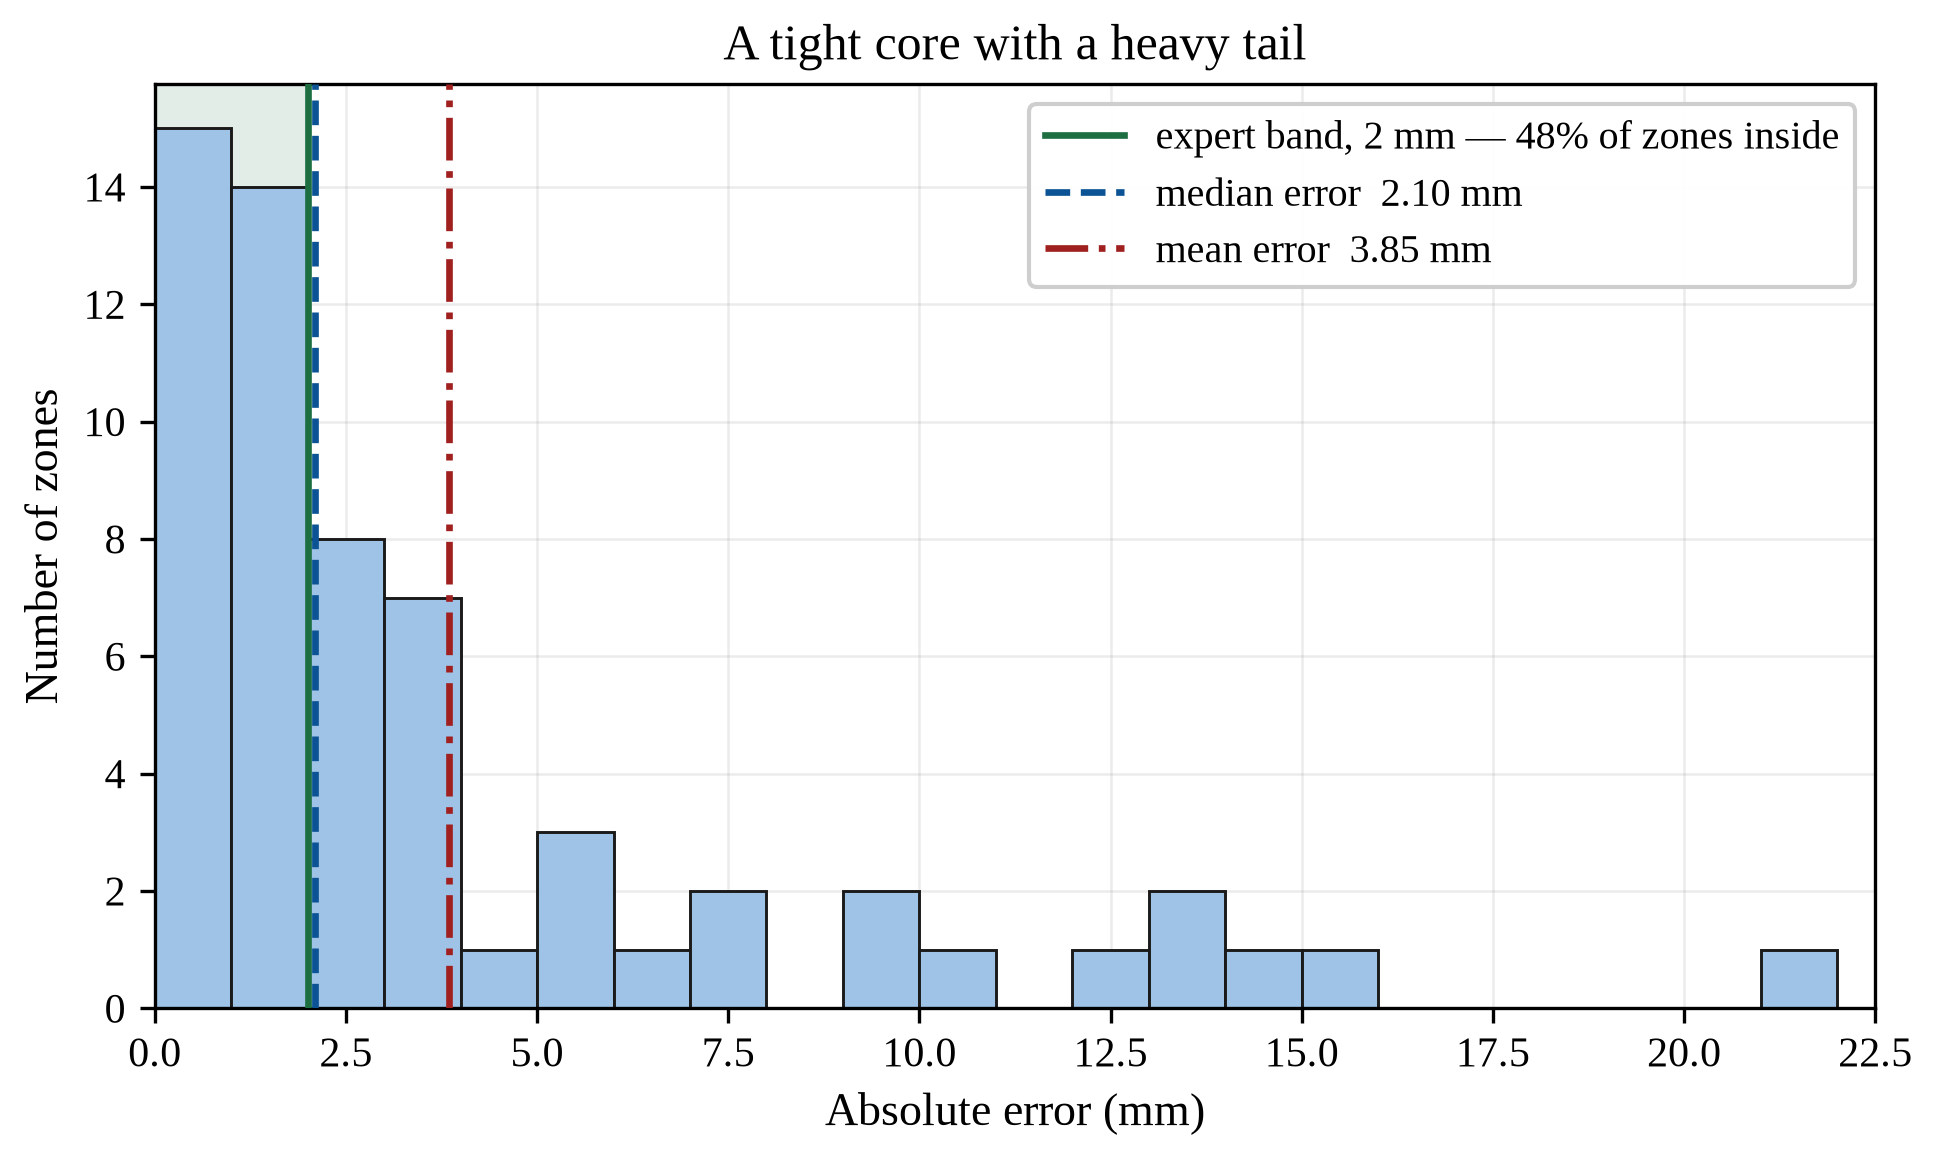 A tight core with a heavy tail
expert band, 2 mm — 48% of zones inside
median error 2.10 mm
mean error 3.85 mm
Number of zones
14
12
10
8
6
4
2
0
0.0 2.5 5.0 7.5 10.0 12.5 15.0 17.5 20.0 22.5
Absolute error (mm)